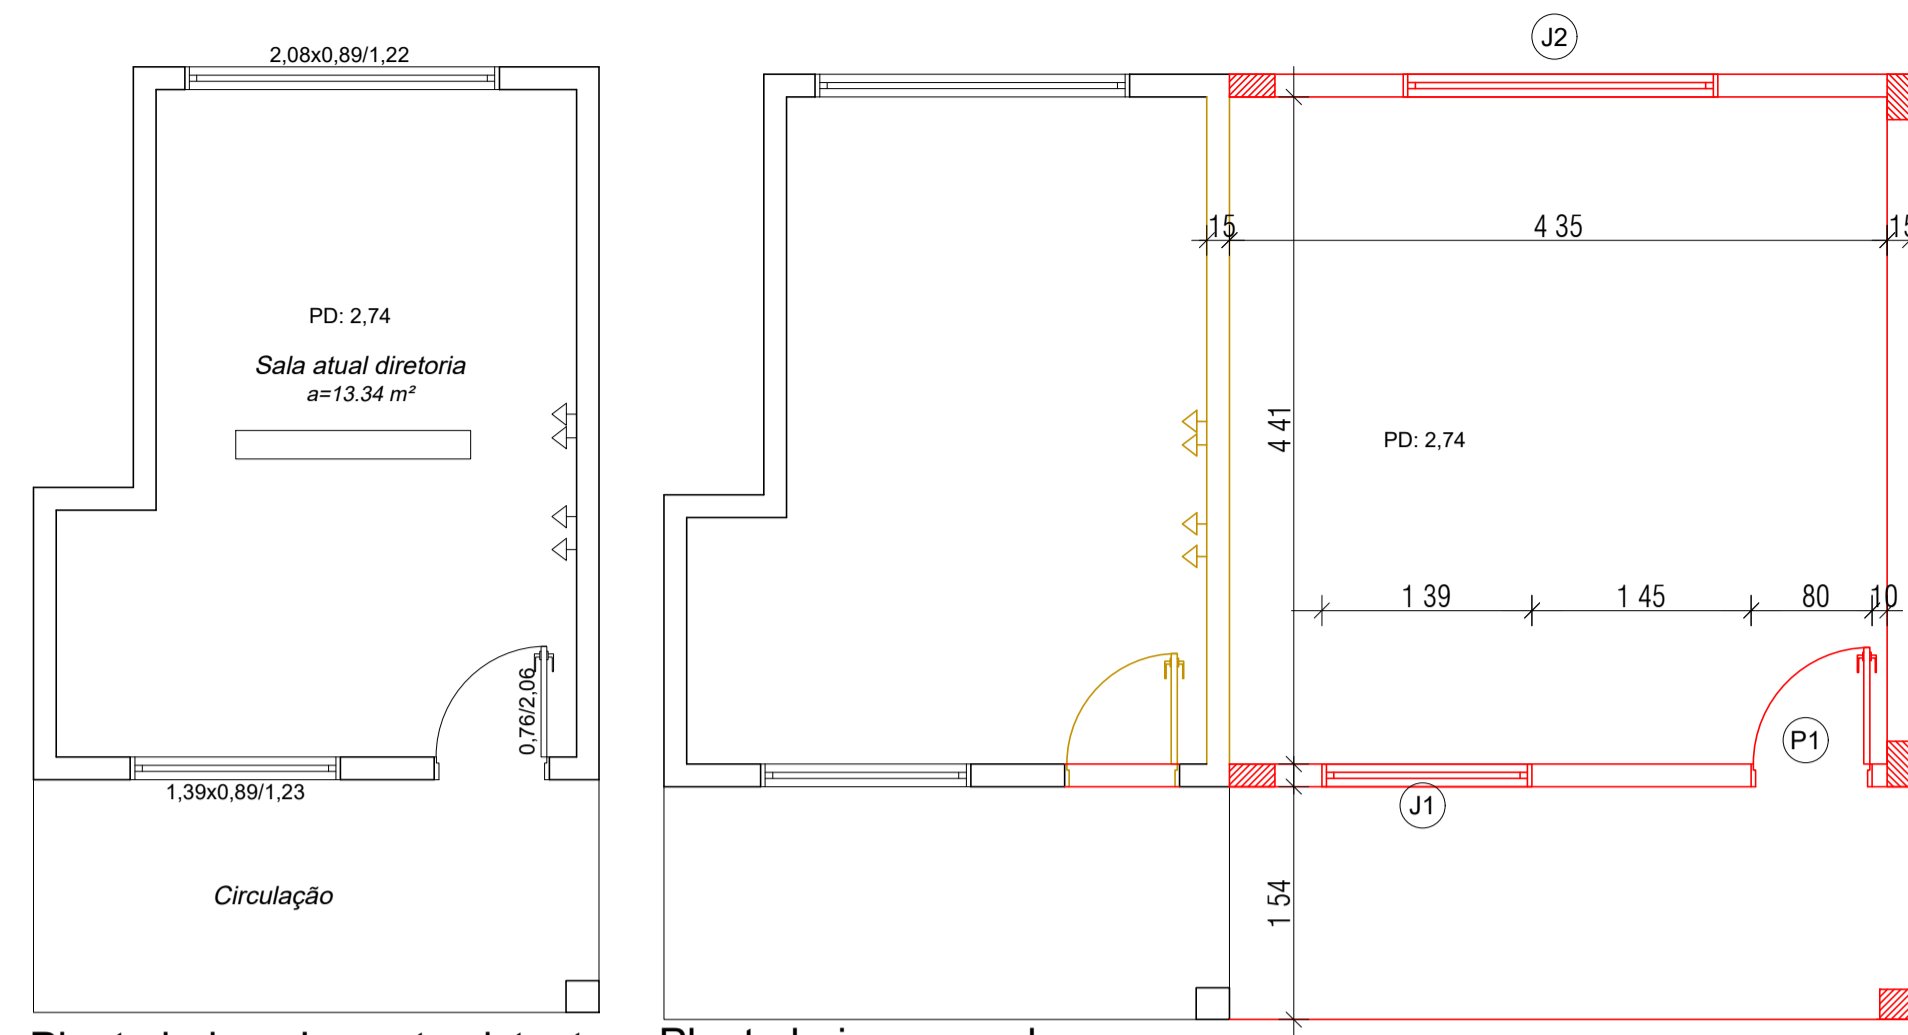 2,08x0,89/1,22
PD: 2,74
Sala atual diretoria
a=13.34 m²
0,76/2,06
1,39x0,89/1,23
Circulação
J2
15
4 35
15
4 41
PD: 2,74
1 39
1 45
80
10
P1
J1
1 54